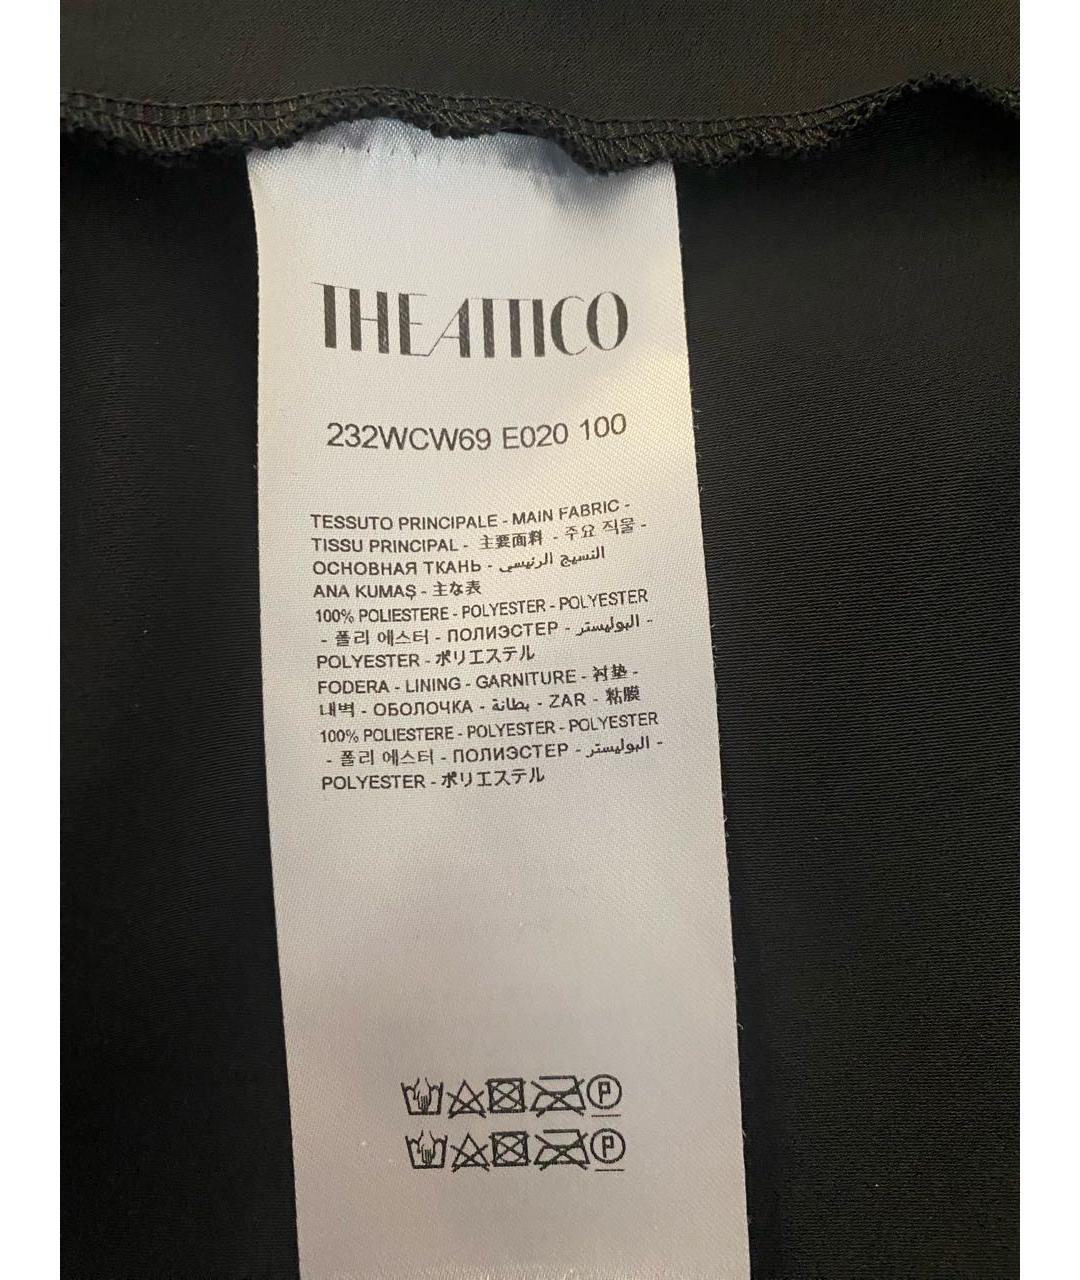 THE ATTICO
232WCW69 E020 100
TESSUTO PRINCIPALE - MAIN FABRIC -
TISSU PRINCIPAL - 主要面料 - 주요 직물 -
ОСНОВНАЯ ТКАНЬ - النسيج الرئيسي
ANA KUMAŞ - 主な表
100% POLIESTERE - POLYESTER - POLYESTER
- 폴리 에스터 - ПОЛИЭСТЕР - البوليستر -
POLYESTER - ポリエステル
FODERA - LINING - GARNITURE - 衬垫 -
내벽 - ОБОЛОЧКА - بطانة - ZAR - 粘膜
100% POLIESTERE - POLYESTER - POLYESTER
- 폴리 에스터 - ПОЛИЭСТЕР - البوليستر -
POLYESTER - ポリエステル
P
P